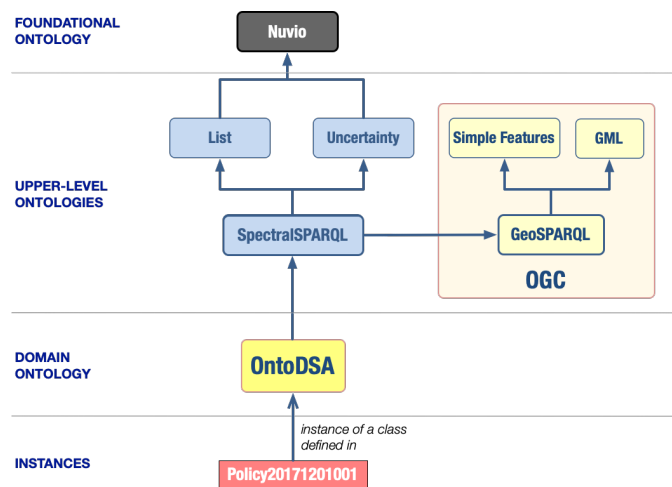 FOUNDATIONAL
ONTOLOGY
Nuvio
List
Uncertainty
Simple Features
GML
UPPER-LEVEL
ONTOLOGIES
SpectralSPARQL
GeoSPARQL
OGC
DOMAIN
ONTOLOGY
OntoDSA
instance of a class
defined in
INSTANCES
Policy20171201001